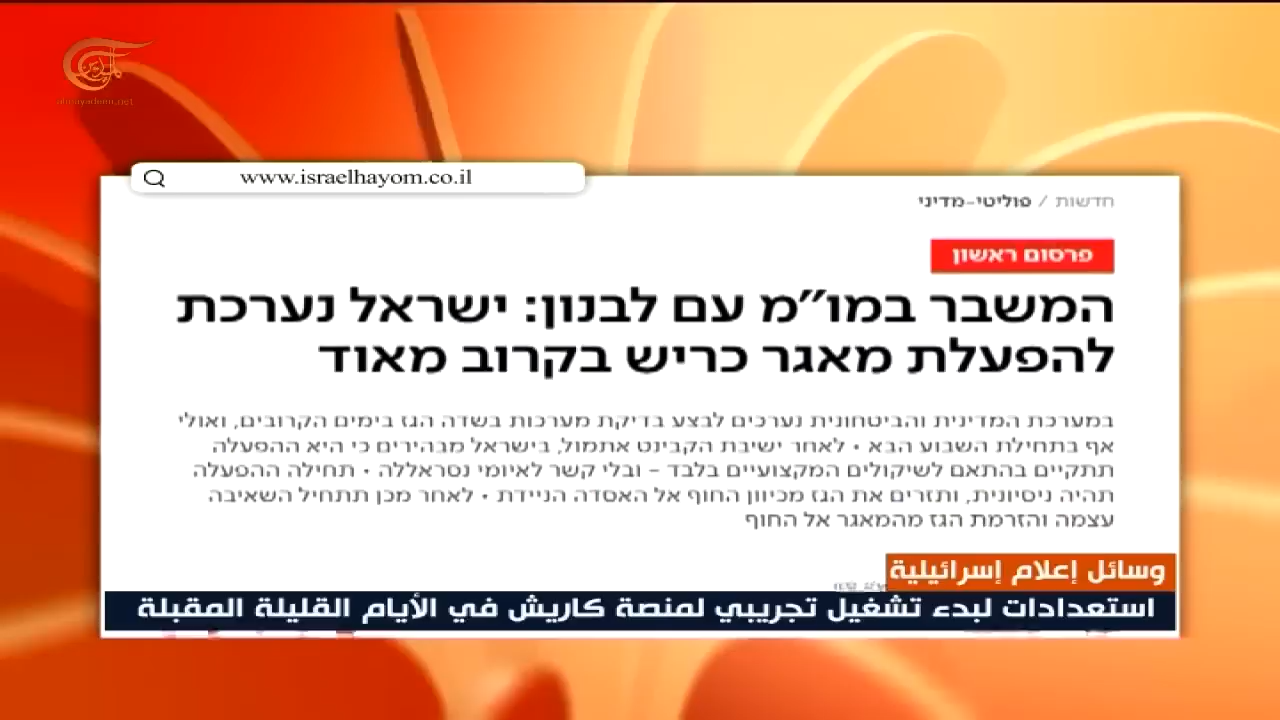 الميادين
almayadeen.net
www.israelhayom.co.il
חדשות / פוליטי-מדיני
פרסום ראשון
המשבר במו״מ עם לבנון: ישראל נערכת
להפעלת מאגר כריש בקרוב מאוד
במערכת המדינית והביטחונית נערכים לבצע בדיקת מערכות בשדה הגז בימים הקרובים, ואולי
אף בתחילת השבוע הבא • לאחר ישיבת הקבינט אתמול, בישראל מבהירים כי היא ההפעלה
תתקיים בהתאם לשיקולים המקצועיים בלבד - ובלי קשר לאיומי נסראללה • תחילה ההפעלה
תהיה ניסיונית, ותזרים את הגז מכיוון החוף אל האסדה הניידת • לאחר מכן תתחיל השאיבה
עצמה והזרמת הגז מהמאגר אל החוף
وسائل إعلام إسرائيلية
استعدادات لبدء تشغيل تجريبي لمنصة كاريش في الأيام القليلة المقبلة